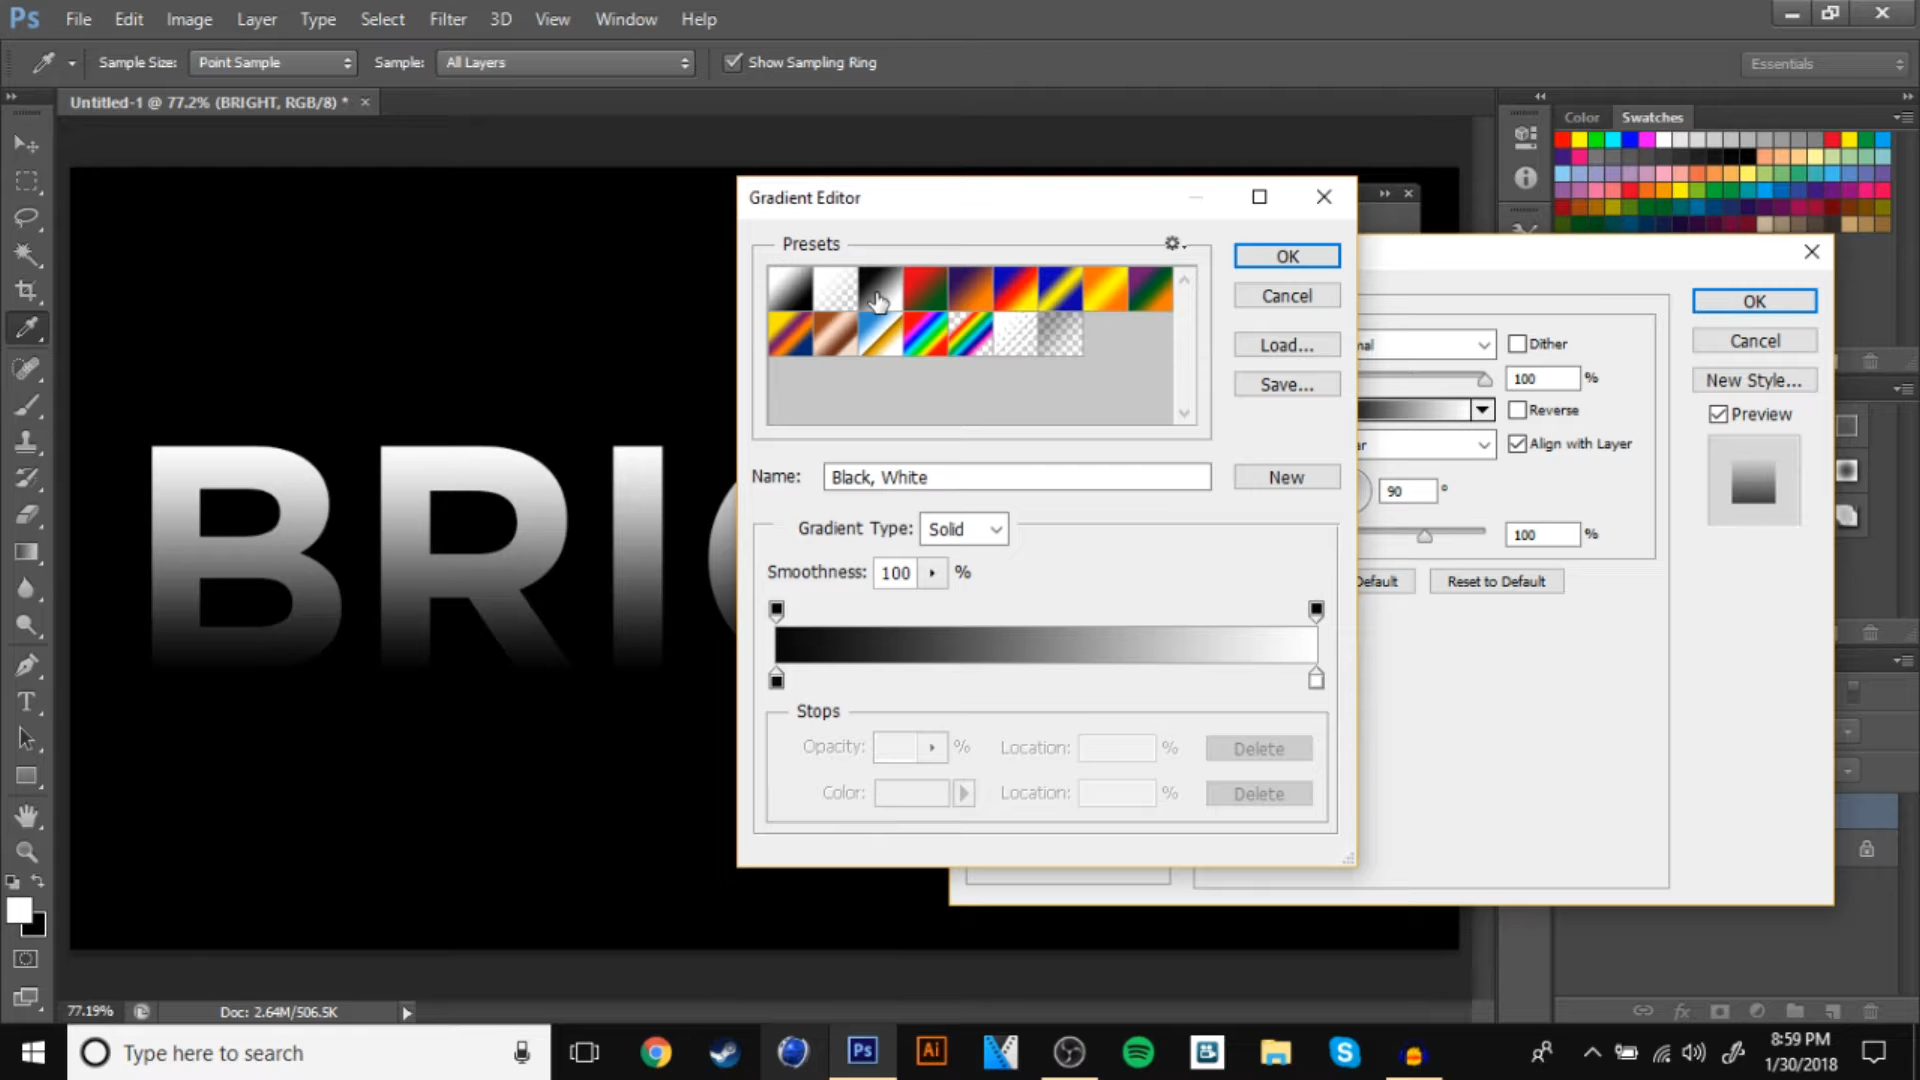 Ps File Edit Image Layer Type Select Filter 3D View Window Help
Sample Size: Point Sample Sample: All Layers Show Sampling Ring Essentials
Untitled-1 @ 77.2% (BRIGHT, RGB/8) * ×
Color Swatches
Gradient Editor
Presets
OK
Cancel
Load...
Save...
Name: Black, White New
Gradient Type: Solid
Smoothness: 100 %
Stops
Opacity: % Location: % Delete
Color: Location: % Delete
OK
Cancel
New Style...
Preview
Dither
100 %
Reverse
Align with Layer
90 °
100 %
Default Reset to Default
BRI
77.19% Doc: 2.64M/506.5K
fx
Type here to search
Ps Ai
8:59 PM
1/30/2018